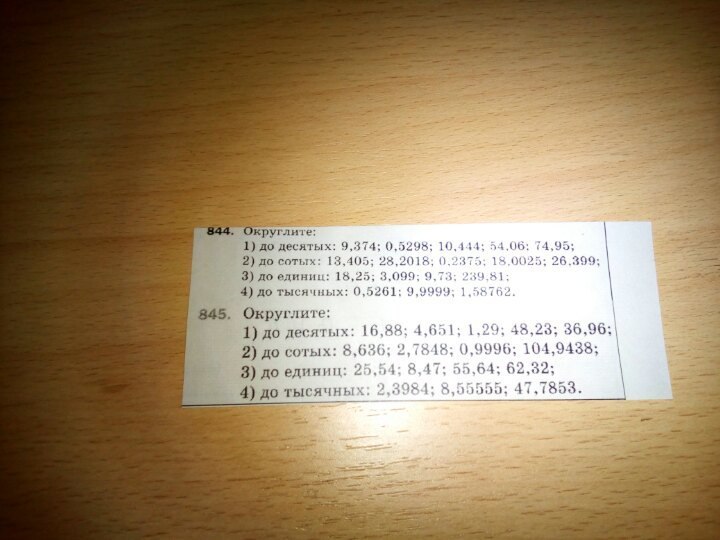 844. Округлите:
1) до десятых: 9,374; 0,5298; 10,444; 54,06; 74,95;
2) до сотых: 13,405; 28,2018; 0,2375; 18,0025; 26,399;
3) до единиц: 18,25; 3,099; 9,73; 239,81;
4) до тысячных: 0,5261; 9,9999; 1,58762.
845. Округлите:
1) до десятых: 16,88; 4,651; 1,29; 48,23; 36,96;
2) до сотых: 8,636; 2,7848; 0,9996; 104,9438;
3) до единиц: 25,54; 8,47; 55,64; 62,32;
4) до тысячных: 2,3984; 8,55555; 47,7853.